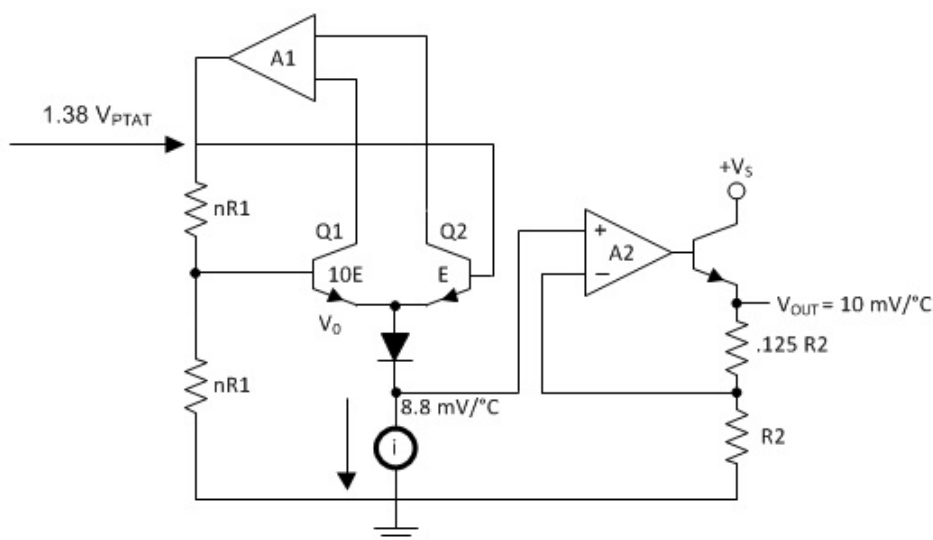 A1
1.38 VPTAT
+VS
nR1
Q1
Q2
10E
E
+
A2
−
V0
VOUT = 10 mV/°C
.125 R2
nR1
8.8 mV/°C
i
R2